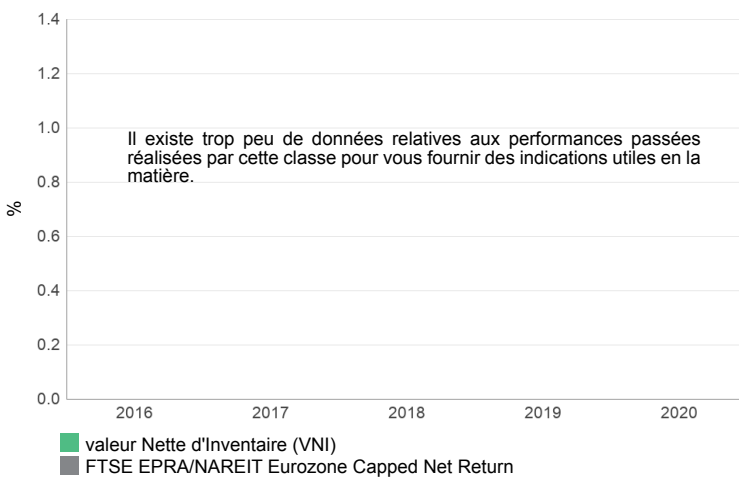 1.4
1.2
1.0
Il existe trop peu de données relatives aux performances passées
réalisées par cette classe pour vous fournir des indications utiles en la
matière.
0.8
%
0.6
0.4
0.2
0.0
2016 2017 2018 2019 2020
valeur Nette d'Inventaire (VNI)
FTSE EPRA/NAREIT Eurozone Capped Net Return